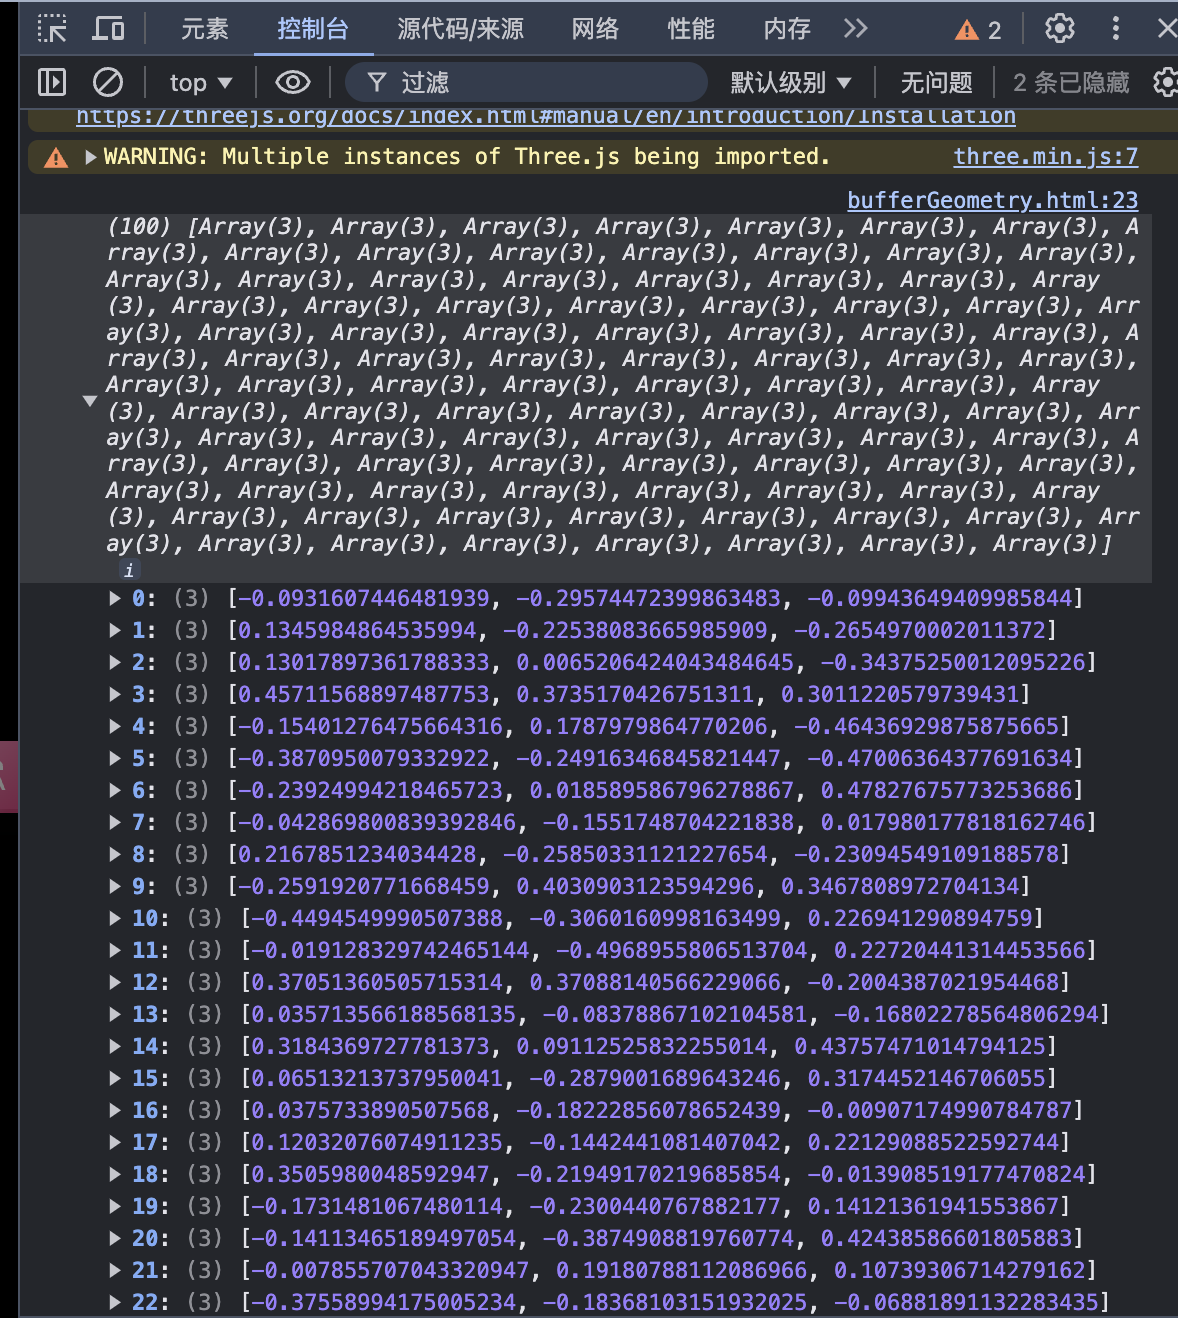 元素 控制台 源代码/来源 网络 性能 内存 2
top 过滤 默认级别 无问题 2 条已隐藏
https://threejs.org/docs/index.html#manual/en/introduction/Installation
WARNING: Multiple instances of Three.js being imported. three.min.js:7
bufferGeometry.html:23
(100) [Array(3), Array(3), Array(3), Array(3), Array(3), Array(3), Array(3), A
rray(3), Array(3), Array(3), Array(3), Array(3), Array(3), Array(3), Array(3),
Array(3), Array(3), Array(3), Array(3), Array(3), Array(3), Array(3), Array
(3), Array(3), Array(3), Array(3), Array(3), Array(3), Array(3), Array(3), Arr
ay(3), Array(3), Array(3), Array(3), Array(3), Array(3), Array(3), Array(3), A
rray(3), Array(3), Array(3), Array(3), Array(3), Array(3), Array(3), Array(3),
Array(3), Array(3), Array(3), Array(3), Array(3), Array(3), Array(3), Array
(3), Array(3), Array(3), Array(3), Array(3), Array(3), Array(3), Array(3), Arr
ay(3), Array(3), Array(3), Array(3), Array(3), Array(3), Array(3), Array(3), A
rray(3), Array(3), Array(3), Array(3), Array(3), Array(3), Array(3), Array(3),
Array(3), Array(3), Array(3), Array(3), Array(3), Array(3), Array(3), Array
(3), Array(3), Array(3), Array(3), Array(3), Array(3), Array(3), Array(3), Arr
ay(3), Array(3), Array(3), Array(3), Array(3), Array(3), Array(3), Array(3)]
i
0: (3) [-0.0931607446481939, -0.29574472399863483, -0.09943649409985844]
1: (3) [0.1345984864535994, -0.22538083665985909, -0.2654970002011372]
2: (3) [0.13017897361788333, 0.0065206424043484645, -0.34375250012095226]
3: (3) [0.45711568897487753, 0.3735170426751311, 0.3011220579739431]
4: (3) [-0.15401276475664316, 0.1787979864770206, -0.46436929875875665]
5: (3) [-0.3870950079332922, -0.24916346845821447, -0.470063644377691634]
6: (3) [-0.23924994218465723, 0.018589586796278867, 0.47827675773253686]
7: (3) [-0.042869800839392846, -0.1551748704221838, 0.017980177818162746]
8: (3) [0.2167851234034428, -0.25850331121227654, -0.23094549109188578]
9: (3) [-0.2591920771668459, 0.4030903123594296, 0.3467808972704134]
10: (3) [-0.4494549990507388, -0.3060160998163499, 0.226941290894759]
11: (3) [-0.019128329742465144, -0.4968955806513704, 0.22720441314453566]
12: (3) [0.37051360505715314, 0.37088140566229066, -0.2004387021954468]
13: (3) [0.035713566188568135, -0.08378867102104581, -0.16802278564806294]
14: (3) [0.3184369727781373, 0.09112525832255014, 0.43757471014794125]
15: (3) [0.06513213737950041, -0.2879001689643246, 0.3174452146706055]
16: (3) [0.0375733890507568, -0.18222856078652439, -0.00907174990784787]
17: (3) [0.12032076074911235, -0.1442441081407042, 0.22129088522592744]
18: (3) [0.3505980048592947, -0.21949170219685854, -0.013908519177470824]
19: (3) [-0.1731481067480114, -0.2300440767882177, 0.14121361941553867]
20: (3) [-0.14113465189497054, -0.3874908819760774, 0.42438586601805883]
21: (3) [-0.007855707043320947, 0.19180788112086966, 0.10739306714279162]
22: (3) [-0.37558994175005234, -0.18368103151932025, -0.068818911322834​35]